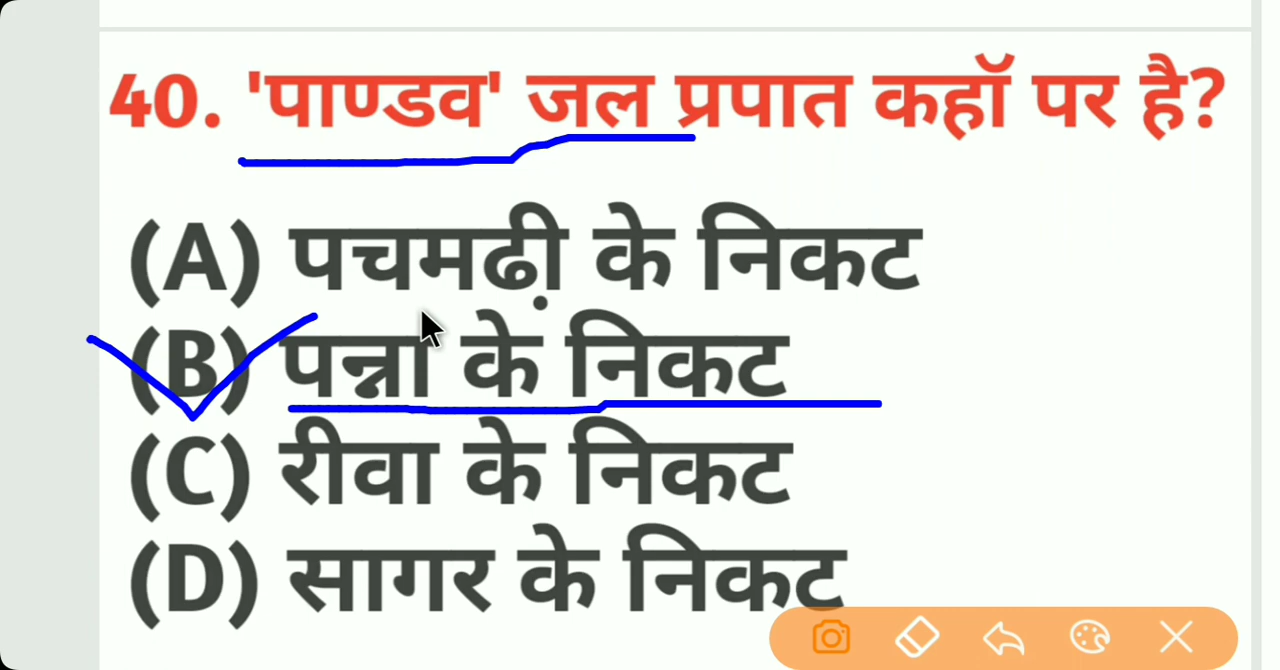 40. 'पाण्डव' जल प्रपात कहॉ पर है?
(A) पचमढी़ के निकट
(B) पन्ना के निकट
(C) रीवा के निकट
(D) सागर के निकट